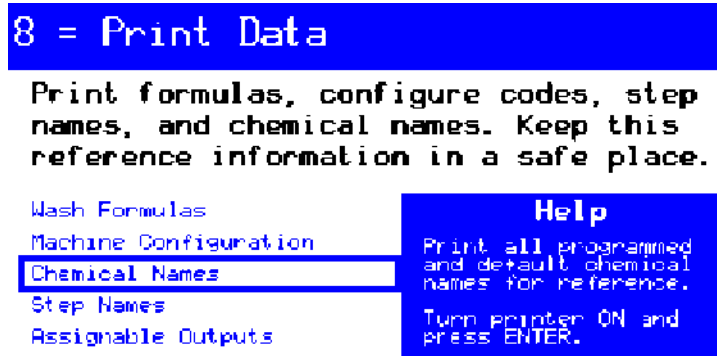 8 = Print Data
Print formulas, configure codes, step
names, and chemical names. Keep this
reference information in a safe place.
Wash Formulas
Machine Configuration
Chemical Names
Step Names
Assignable Outputs
Help
Print all programmed
and default chemical
names for reference.
Turn printer ON and
press ENTER.